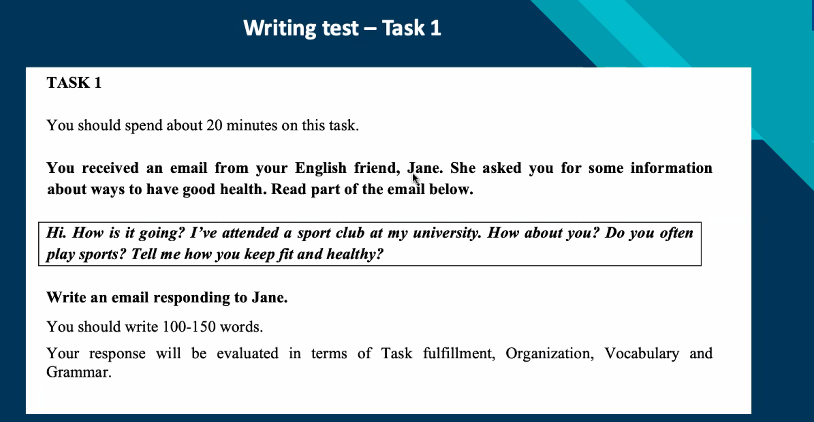 Writing test – Task 1
TASK 1
You should spend about 20 minutes on this task.
You received an email from your English friend, Jane. She asked you for some information
about ways to have good health. Read part of the email below.
Hi. How is it going? I’ve attended a sport club at my university. How about you? Do you often
play sports? Tell me how you keep fit and healthy?
Write an email responding to Jane.
You should write 100-150 words.
Your response will be evaluated in terms of Task fulfillment, Organization, Vocabulary and
Grammar.